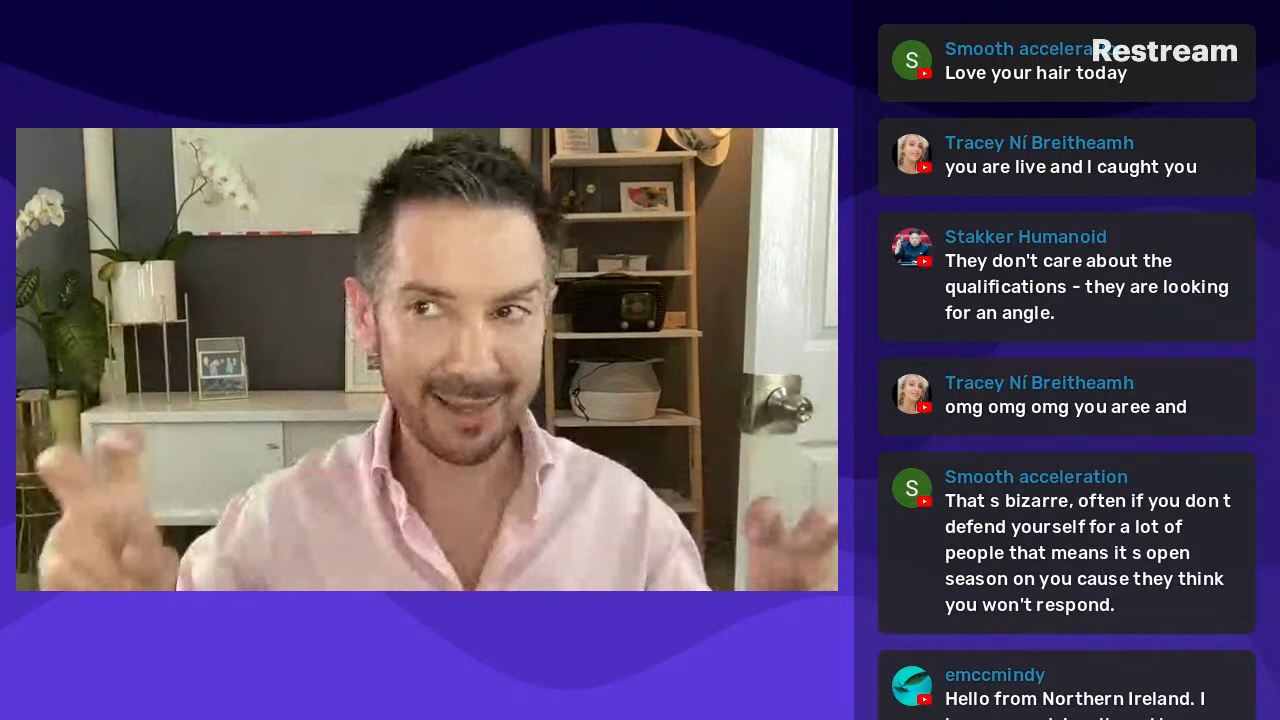 Smooth accelera
Restream
Love your hair today
Tracey Ní Breitheamh
you are live and I caught you
Stakker Humanoid
They don't care about the
qualifications - they are looking
for an angle.
Tracey Ní Breitheamh
omg omg omg you aree and
S
Smooth acceleration
That s bizarre, often if you don t
defend yourself for a lot of
people that means it s open
season on you cause they think
you won't respond.
emccmindy
Hello from Northern Ireland. I